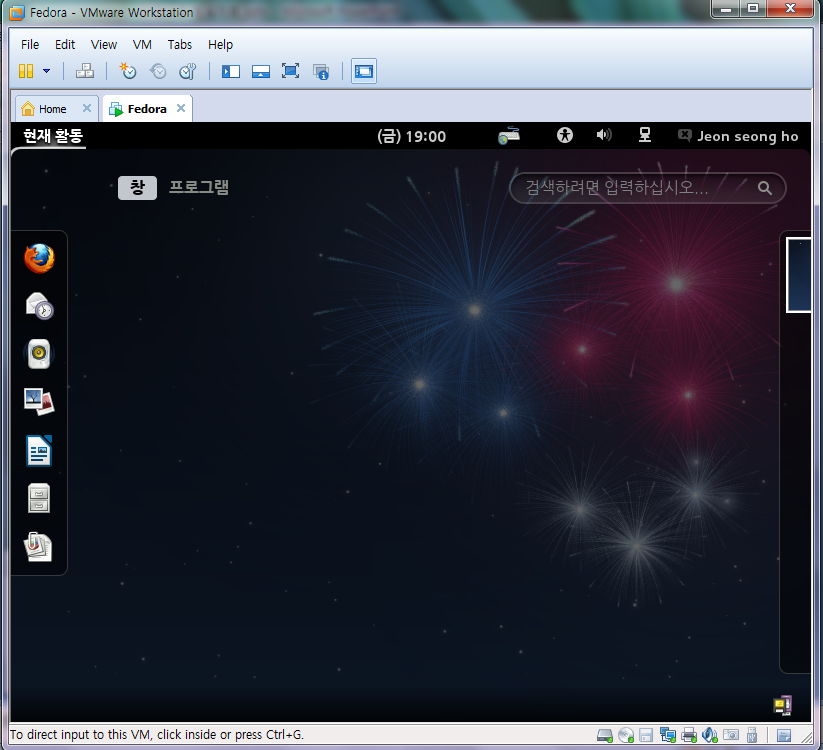 Fedora - VMware Workstation
File Edit View VM Tabs Help
Home Fedora
현재 활동 (금) 19:00 Jeon seong ho
창 프로그램 검색하려면 입력하십시오...
To direct input to this VM, click inside or press Ctrl+G.